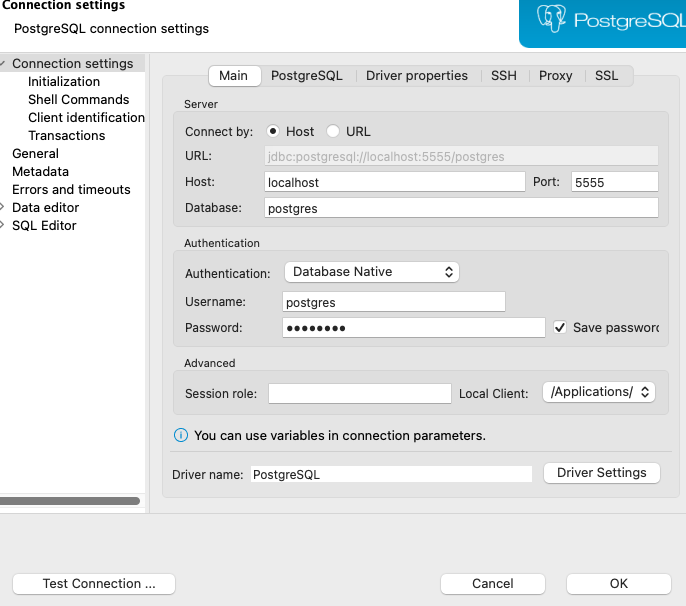 Connection settings
PostgreSQL connection settings
PostgreSQL
Connection settings
Initialization
Shell Commands
Client identification
Transactions
General
Metadata
Errors and timeouts
Data editor
SQL Editor
Main PostgreSQL Driver properties SSH Proxy SSL
Server
Connect by: Host URL
URL: jdbc:postgresql://localhost:5555/postgres
Host: localhost Port: 5555
Database: postgres
Authentication
Authentication: Database Native
Username: postgres
Password: ••••••••  Save password
Advanced
Session role: Local Client: /Applications/
You can use variables in connection parameters.
Driver name: PostgreSQL Driver Settings
Test Connection ... Cancel OK